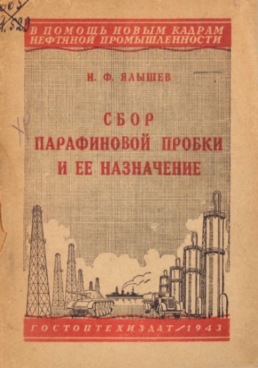 В ПОМОЩЬ НОВЫМ КАДРАМ
НЕФТЯНОЙ ПРОМЫШЛЕННОСТИ
Н. Ф. ЯЛЫШЕВ
СБОР
ПАРАФИНОВОЙ ПРОБКИ
И ЕЕ НАЗНАЧЕНИЕ
ГОСТОПТЕХИЗДАТ 1943